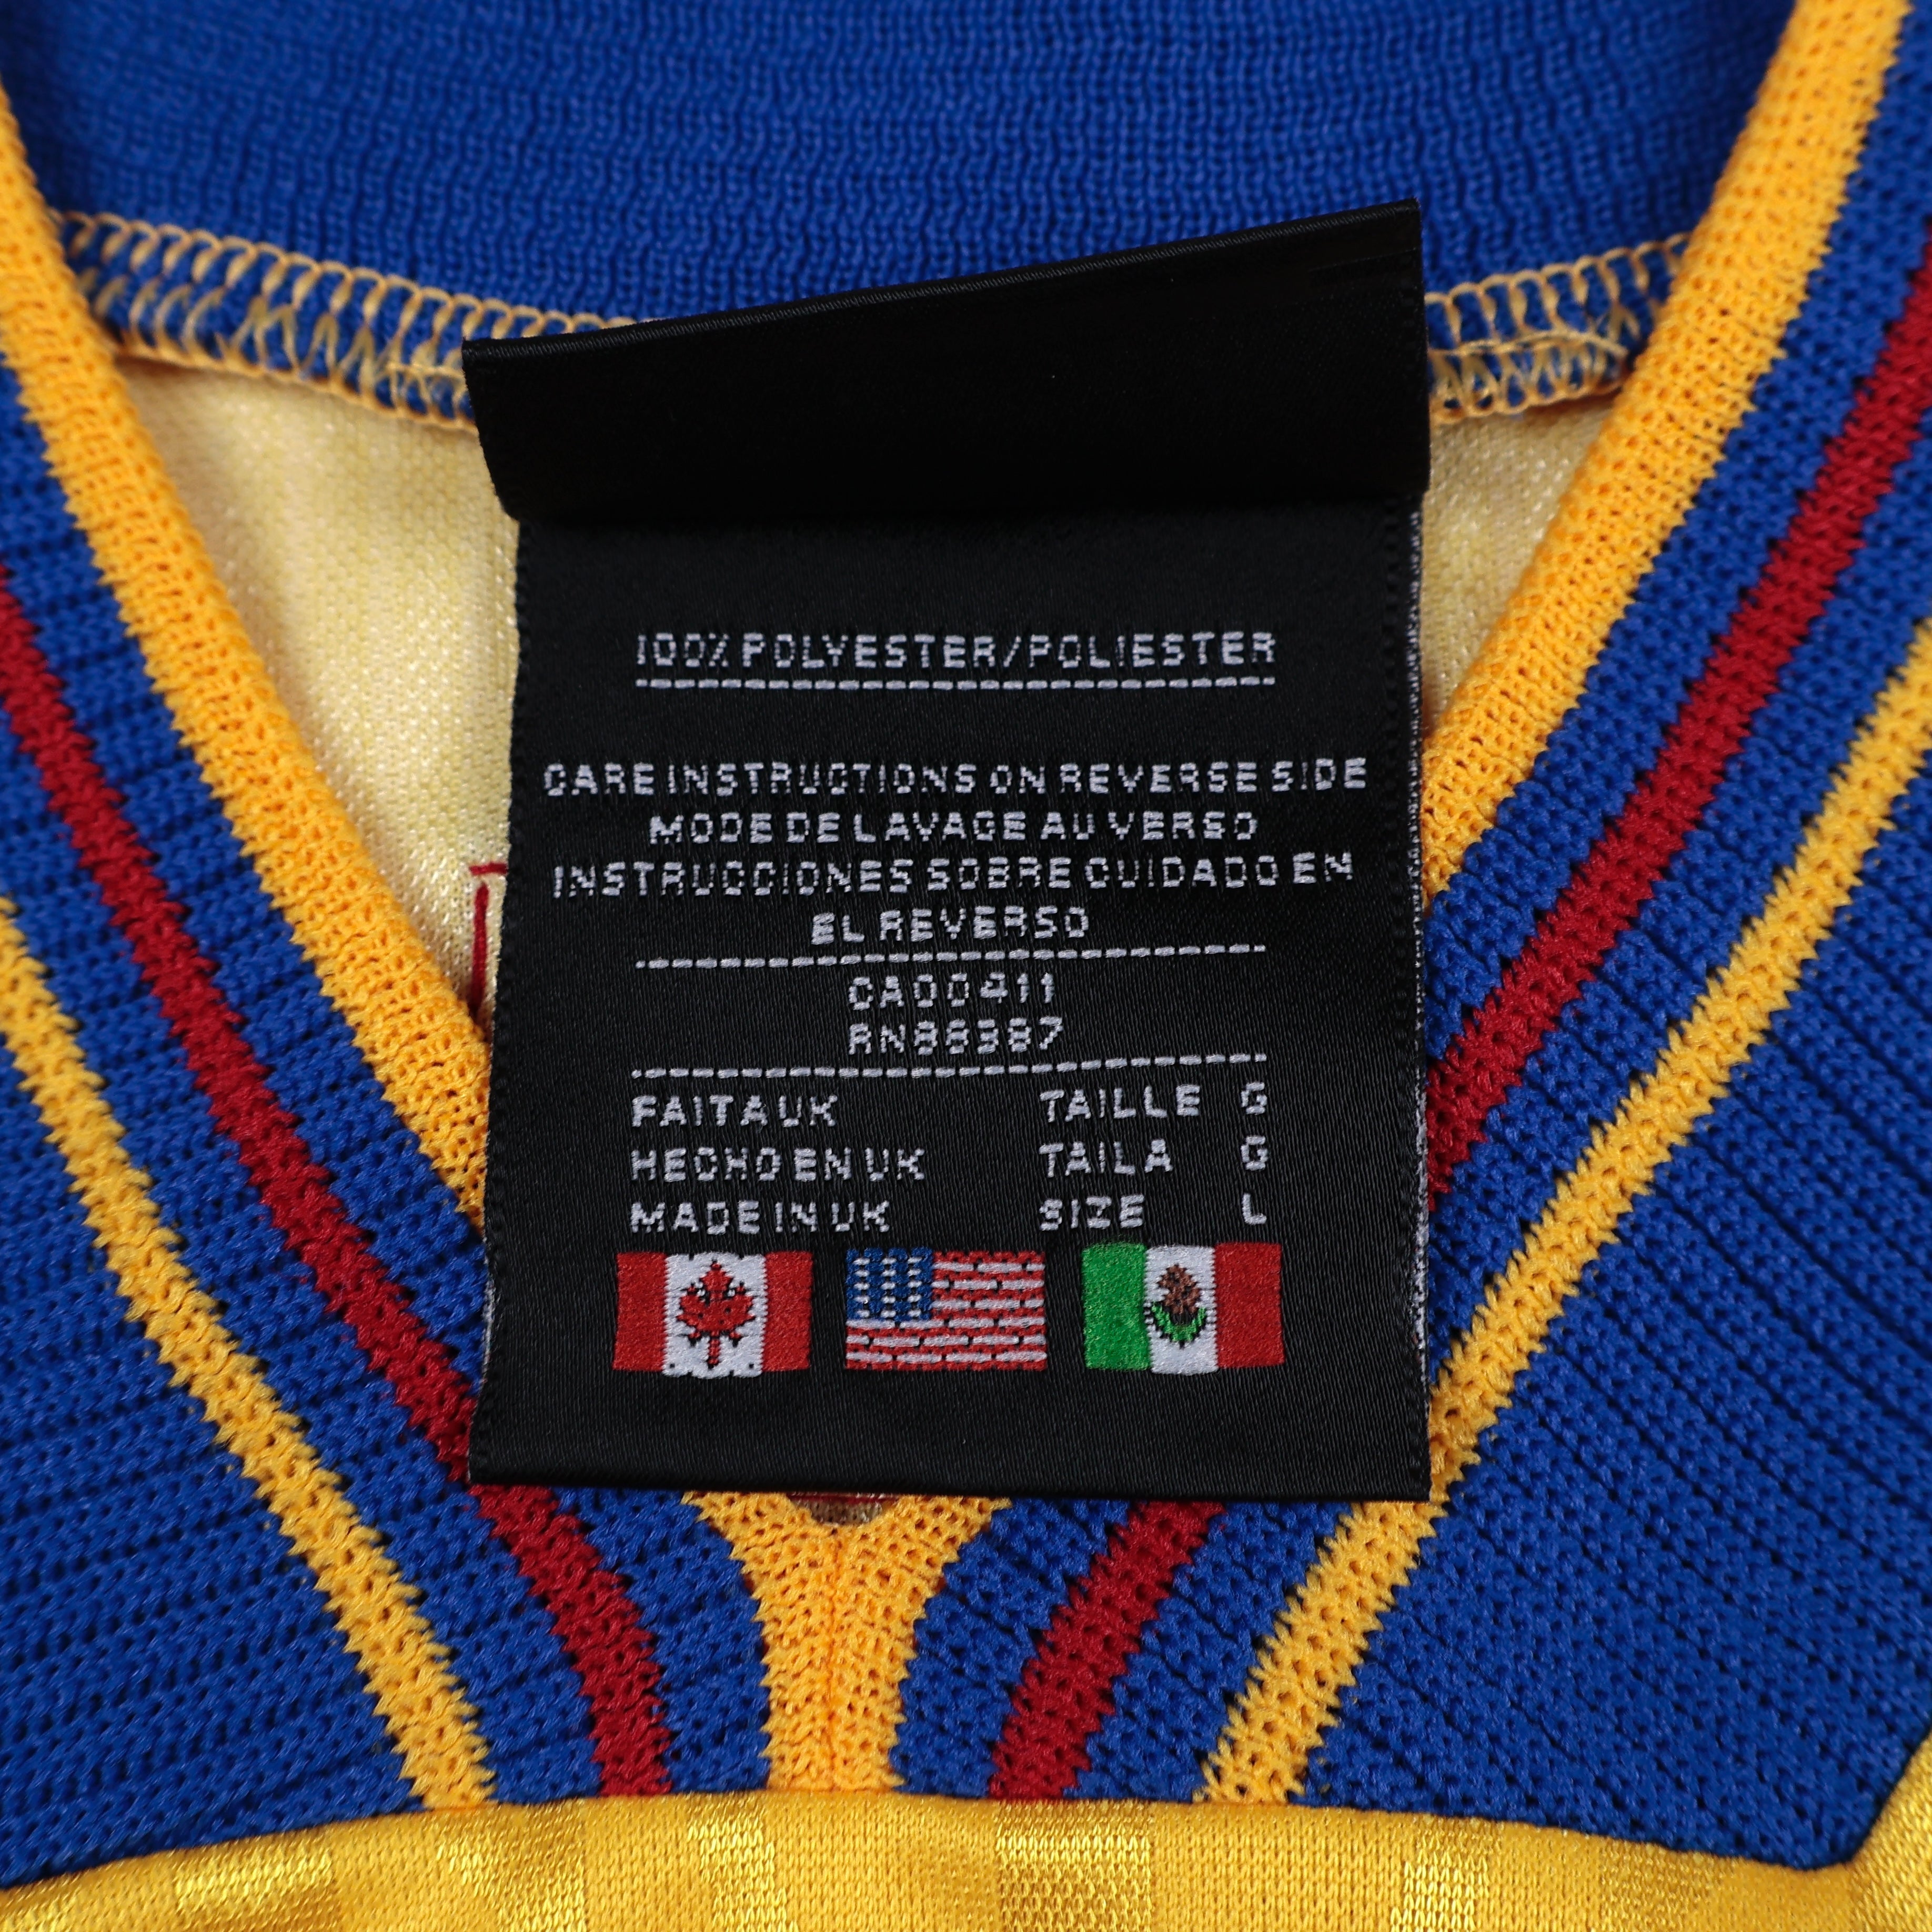 100% POLYESTER/POLIESTER
CARE INSTRUCTIONS ON REVERSE SIDE
MODE DE LAVAGE AU VERSO
INSTRUCCIONES SOBRE CUIDADO EN
EL REVERSO
CA00411
RN88387
FAIT A UK TAILLE G
HECHO EN UK TAILA G
MADE IN UK SIZE L